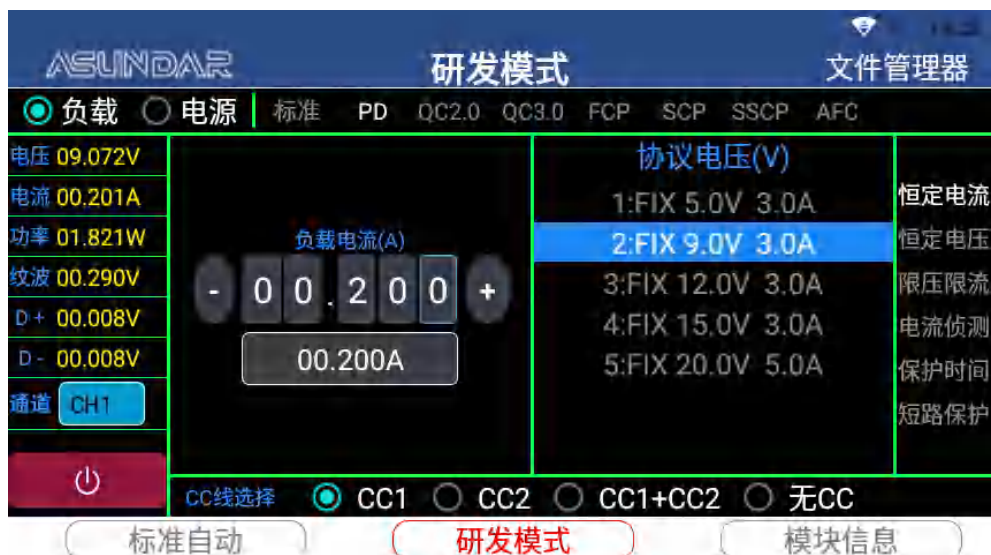 ASUNDAR 研发模式 文件管理器
负载 电源 标准 PD QC2.0 QC3.0 FCP SCP SSCP AFC
电压 09.072V
电流 00.201A
功率 01.821W
纹波 00.290V
D+ 00.008V
D- 00.008V
通道 CH1
负载电流(A)
- 0 0 . 2 0 0 +
00.200A
协议电压(V)
1:FIX 5.0V 3.0A
2:FIX 9.0V 3.0A
3:FIX 12.0V 3.0A
4:FIX 15.0V 3.0A
5:FIX 20.0V 5.0A
恒定电流
恒定电压
限压限流
电流侦测
保护时间
短路保护
CC线选择 CC1 CC2 CC1+CC2 无CC
标准自动 研发模式 模块信息